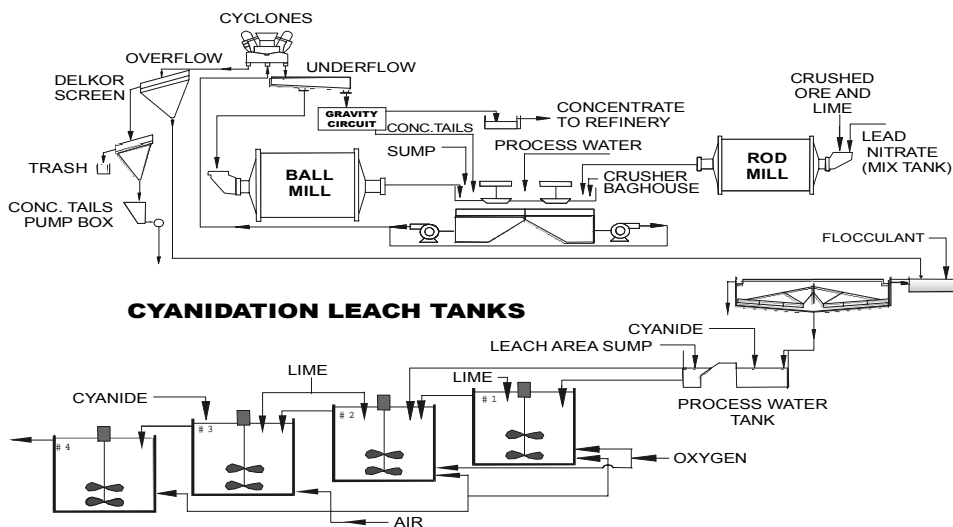 CYCLONES
OVERFLOW
UNDERFLOW
DELKOR
SCREEN
CRUSHED
ORE AND
LIME
GRAVITY
CIRCUIT
CONCENTRATE
TO REFINERY
CONC.TAILS
LEAD
NITRATE
(MIX TANK)
SUMP
PROCESS WATER
TRASH
BALL
MILL
ROD
MILL
CRUSHER
BAGHOUSE
CONC. TAILS
PUMP BOX
FLOCCULANT
CYANIDATION LEACH TANKS
CYANIDE
LEACH AREA SUMP
LIME
LIME
CYANIDE
PROCESS WATER
TANK
# 1
# 2
# 3
# 4
OXYGEN
AIR